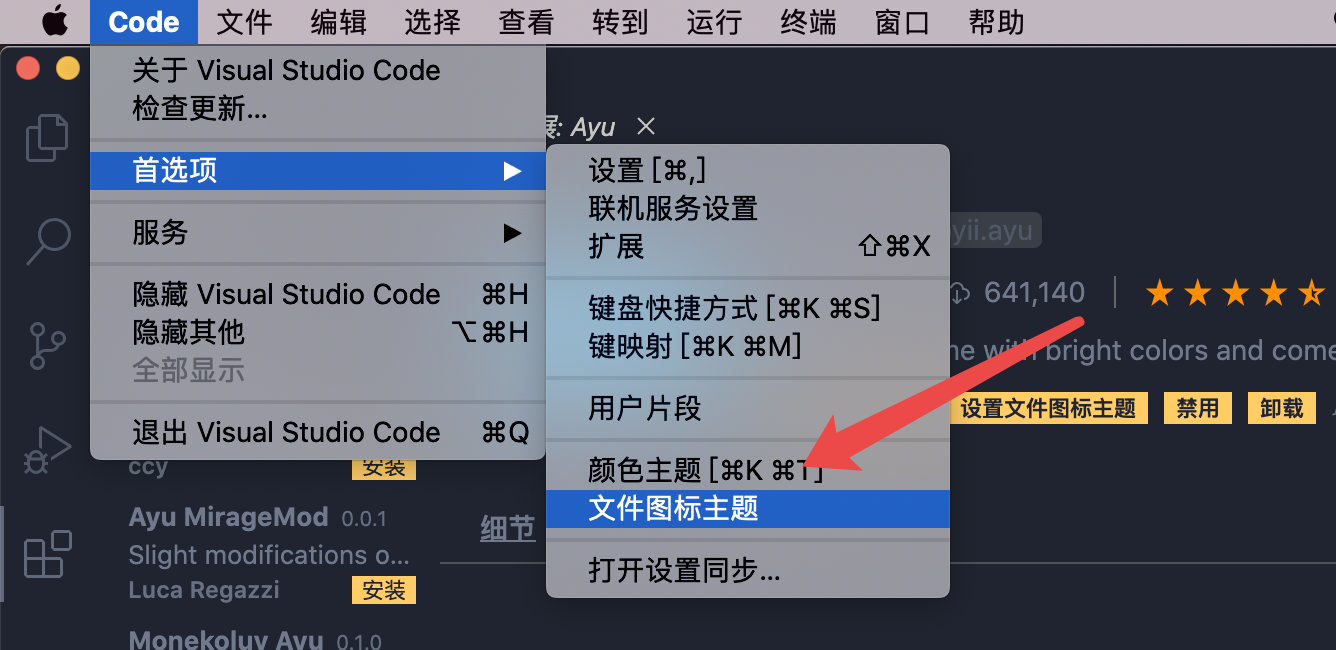 Code 文件 编辑 选择 查看 转到 运行 终端 窗口 帮助
关于 Visual Studio Code
检查更新...
首选项
服务
隐藏 Visual Studio Code ⌘H
隐藏其他 ⌥⌘H
全部显示
退出 Visual Studio Code ⌘Q
: Ayu ×
设置 [⌘,]
联机服务设置
扩展 ⇧⌘X
键盘快捷方式 [⌘K ⌘S]
键映射 [⌘K ⌘M]
用户片段
颜色主题 [⌘K ⌘T]
文件图标主题
打开设置同步...
yii.ayu
641,140
with bright colors and come
设置文件图标主题 禁用 卸载
ccy 安装
Ayu MirageMod 0.0.1
Slight modifications o...
Luca Regazzi 安装
Monekoluv Ayu 0.1.0
细节